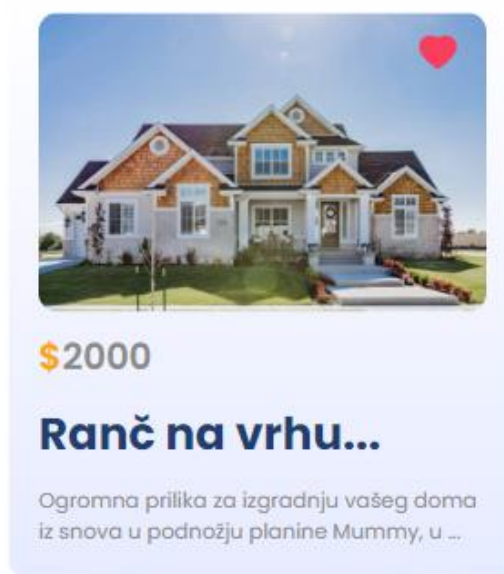 $2000
Ranč na vrhu...
Ogromna prilika za izgradnju vašeg doma
iz snova u podnožju planine Mummy, u ...